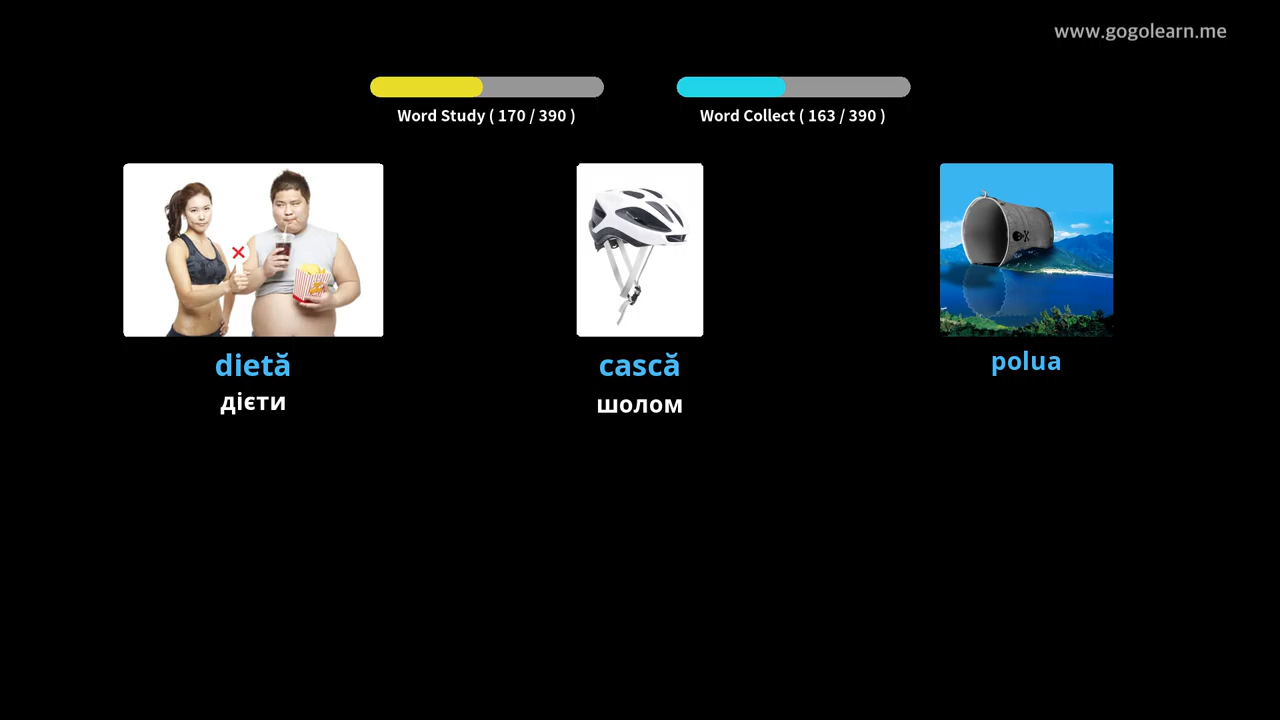 www.gogolearn.me
Word Study ( 170 / 390 )
Word Collect ( 163 / 390 )
dietă
cască
polua
дієти
шолом